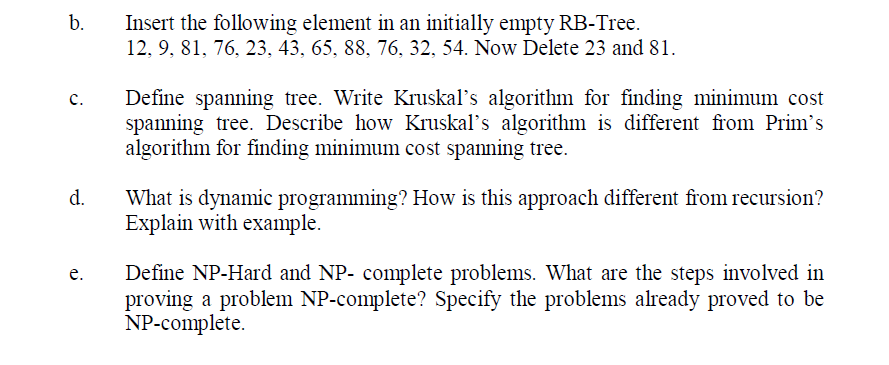 b. Insert the following element in an initially empty RB-Tree.
12, 9, 81, 76, 23, 43, 65, 88, 76, 32, 54. Now Delete 23 and 81.
c. Define spanning tree. Write Kruskal's algorithm for finding minimum cost
spanning tree. Describe how Kruskal's algorithm is different from Prim's
algorithm for finding minimum cost spanning tree.
d. What is dynamic programming? How is this approach different from recursion?
Explain with example.
e. Define NP-Hard and NP- complete problems. What are the steps involved in
proving a problem NP-complete? Specify the problems already proved to be
NP-complete.